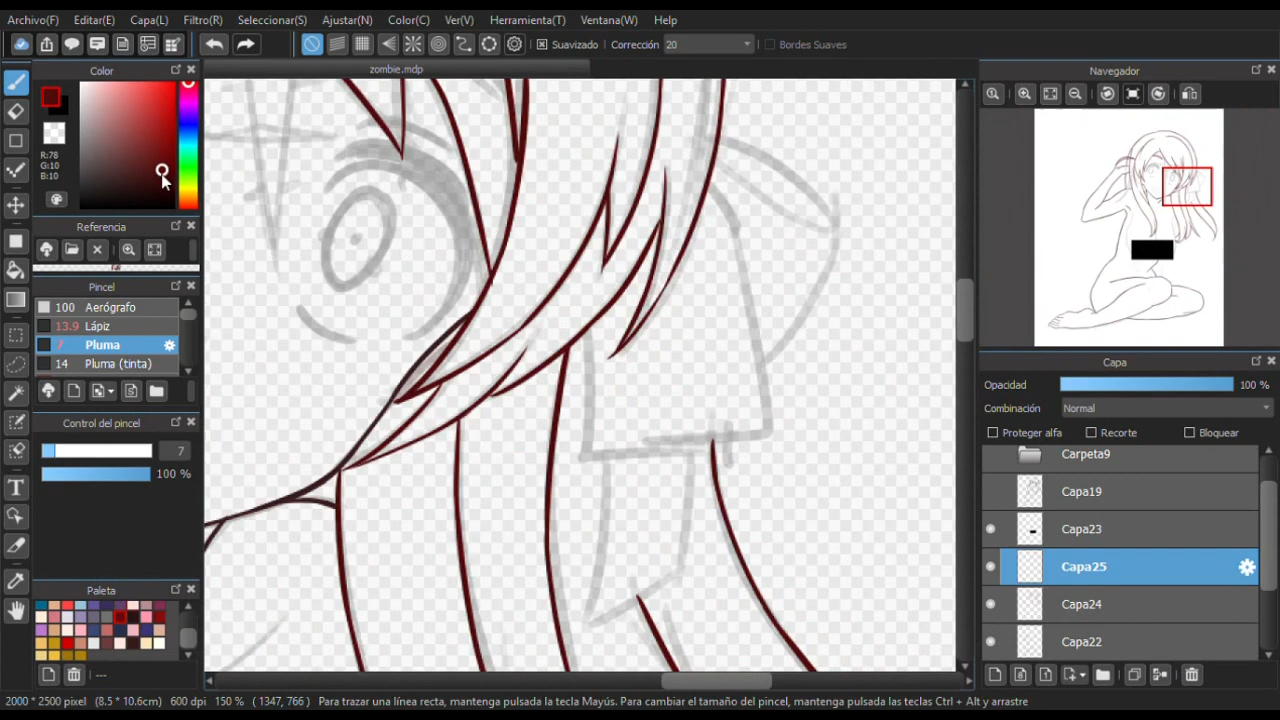 Archivo(F) Editar(E) Capa(L) Filtro(R) Seleccionar(S) Ajustar(N) Color(C) Ver(V) Herramienta(T) Ventana(W) Help
Suavizado Corrección 20 Bordes Suaves
Color
zombie.mdp
Navegador
R:78
G:10
B:10
Referencia
Pincel
100 Aerógrafo
13.9 Lápiz
7 Pluma
14 Pluma (tinta)
Control del pincel
7
100 %
Paleta
---
Capa
Opacidad 100 %
Combinación Normal
Proteger alfa Recorte Bloquear
Carpeta9
Capa19
Capa23
Capa25
Capa24
Capa22
2000 * 2500 pixel (8.5 * 10.6cm) 600 dpi 150 % (1347, 766) Para trazar una línea recta, mantenga pulsada la tecla Mayús. Para cambiar el tamaño del pincel, mantenga pulsadas las teclas Ctrl + Alt y arrastre